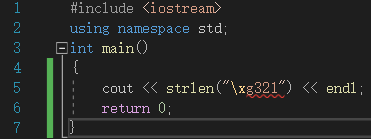 1 #include <iostream>
2 using namespace std;
3 int main()
4 {
5 cout << strlen("\xg321") << endl;
6 return 0;
7 }